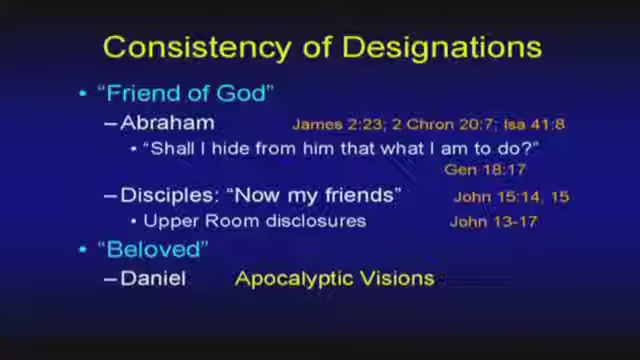 Consistency of Designations
• “Friend of God”
–Abraham James 2:23; 2 Chron 20:7; Isa 41:8
• “Shall I hide from him that what I am to do?”
Gen 18:17
–Disciples: “Now my friends” John 15:14, 15
• Upper Room disclosures John 13-17
• “Beloved”
–Daniel Apocalyptic Visions